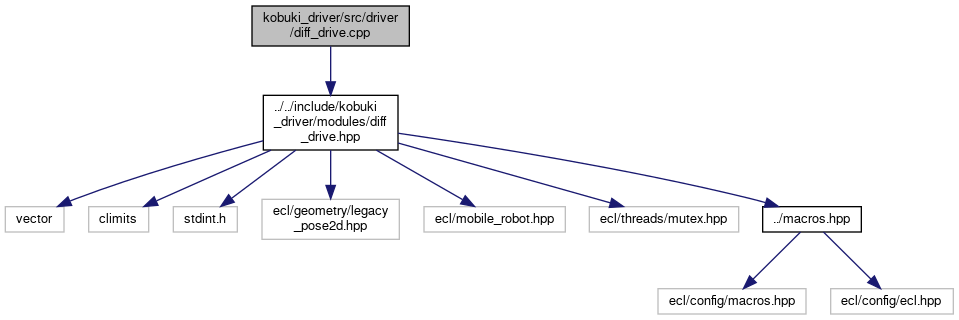 kobuki_driver/src/driver
/diff_drive.cpp
../../include/kobuki
_driver/modules/diff
_drive.hpp
vector
climits
stdint.h
ecl/geometry/legacy
_pose2d.hpp
ecl/mobile_robot.hpp
ecl/threads/mutex.hpp
../macros.hpp
ecl/config/macros.hpp
ecl/config/ecl.hpp